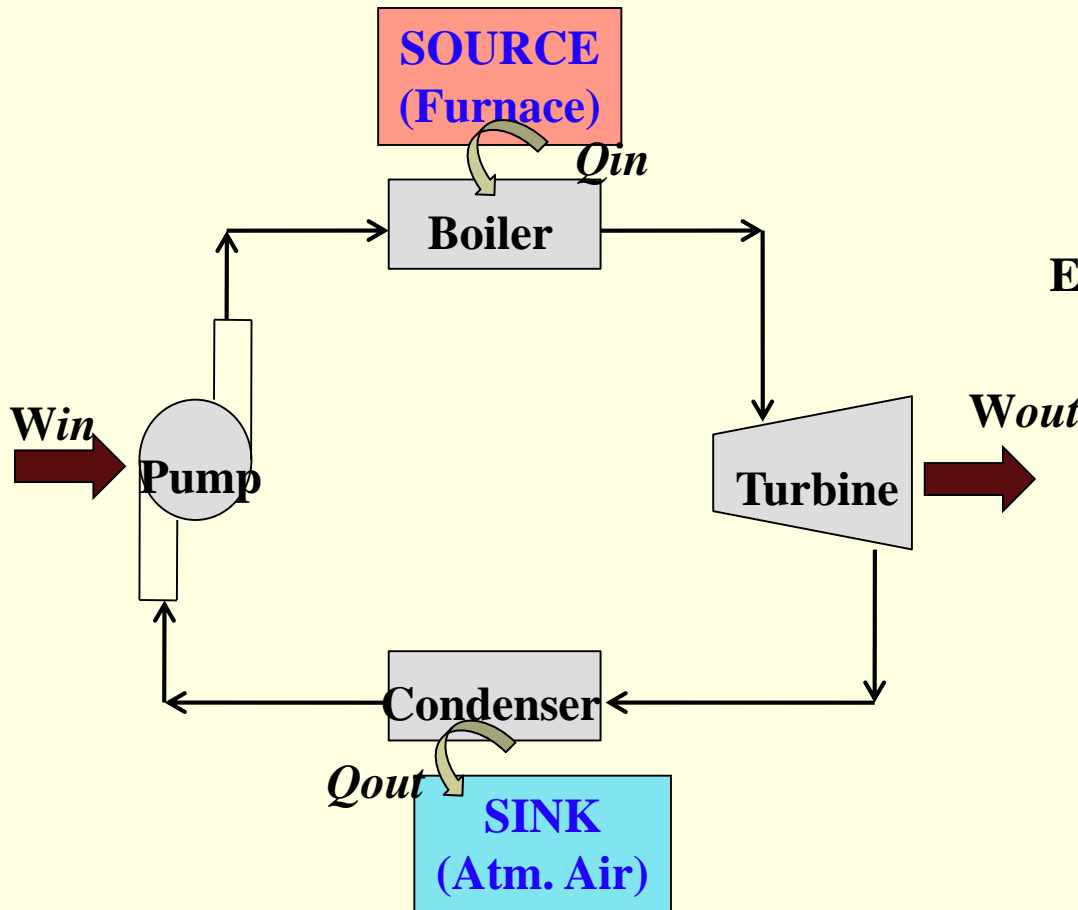 SOURCE
(Furnace)
Qin
Boiler
E
Win
Wout
Pump
Turbine
Condenser
Qout
SINK
(Atm. Air)